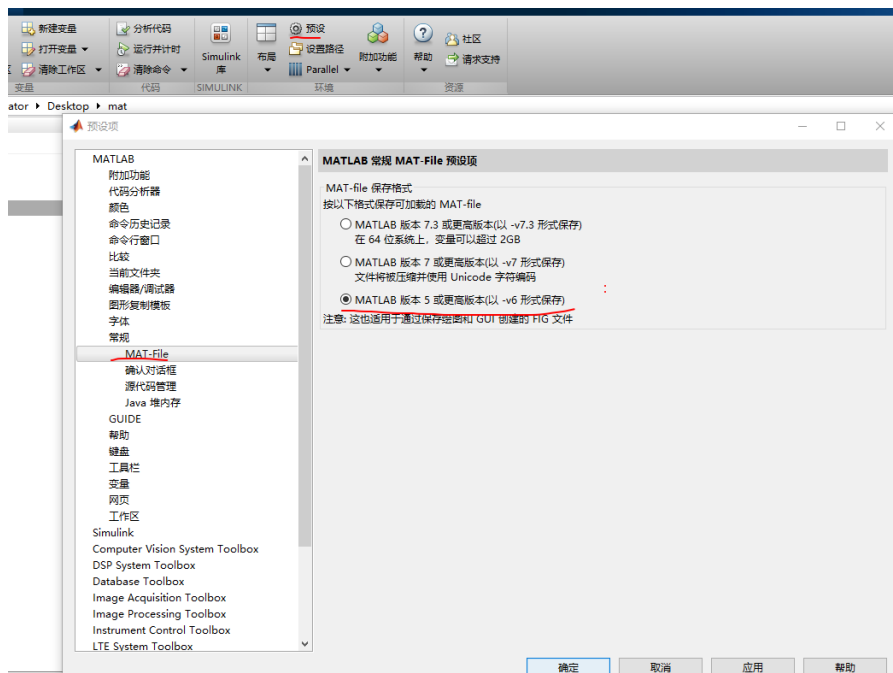 新建变量
分析代码
预设
社区
打开变量
运行并计时
设置路径
请求支持
清除工作区
清除命令
Simulink
库
布局
Parallel
附加功能
帮助
变量
代码
SIMULINK
环境
资源
ator Desktop mat
预设项
MATLAB
附加功能
代码分析器
颜色
命令历史记录
命令行窗口
比较
当前文件夹
编辑器/调试器
图形复制模板
字体
常规
MAT-File
确认对话框
源代码管理
Java 堆内存
GUIDE
帮助
键盘
工具栏
变量
网页
工作区
Simulink
Computer Vision System Toolbox
DSP System Toolbox
Database Toolbox
Image Acquisition Toolbox
Image Processing Toolbox
Instrument Control Toolbox
LTE System Toolbox
MATLAB 常规 MAT-File 预设项
MAT-file 保存格式
按以下格式保存可加载的 MAT-file
MATLAB 版本 7.3 或更高版本(以 -v7.3 形式保存)
在 64 位系统上，变量可以超过 2GB
MATLAB 版本 7 或更高版本(以 -v7 形式保存)
文件将被压缩并使用 Unicode 字符编码
MATLAB 版本 5 或更高版本(以 -v6 形式保存)
注意: 这也适用于通过保存绘图和 GUI 创建的 FIG 文件
:
确定
取消
应用
帮助